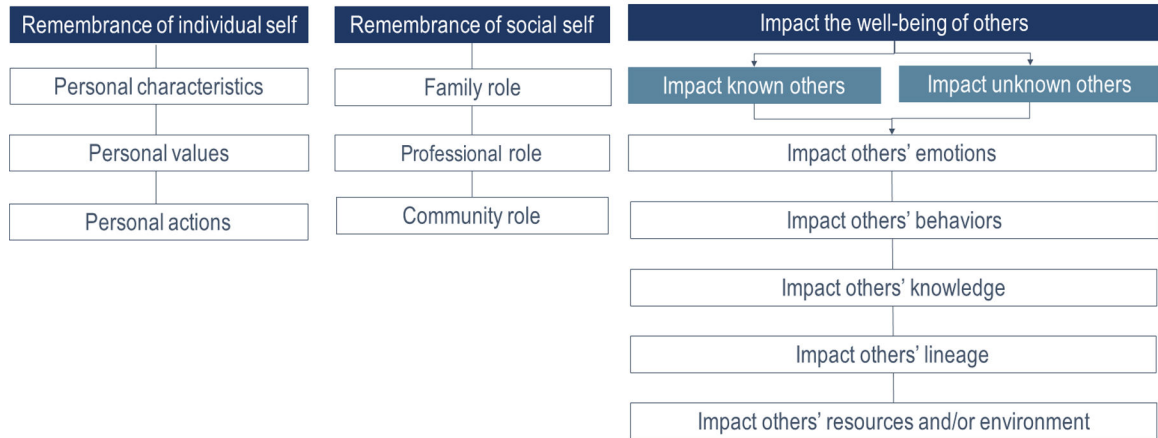 Remembrance of individual self
Personal characteristics
Personal values
Personal actions
Remembrance of social self
Family role
Professional role
Community role
Impact the well-being of others
Impact known others
Impact unknown others
Impact others’ emotions
Impact others’ behaviors
Impact others’ knowledge
Impact others’ lineage
Impact others’ resources and/or environment